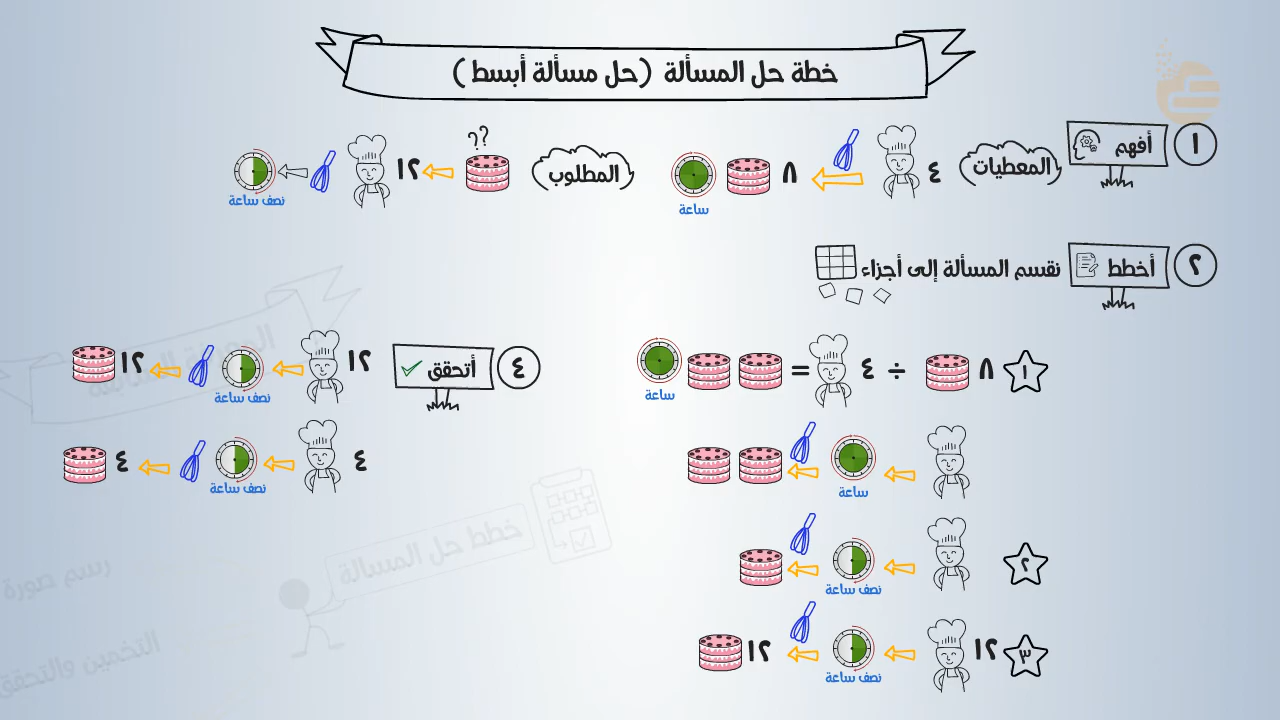 خطة حل المسألة (حل مسألة أبسط)
١ أفهم المعطيات ٤ ٨ ساعة المطلوب ؟؟ ١٢ نصف ساعة
٢ أخطط نقسم المسألة إلى أجزاء
١ ٨ ÷ ٤ = ساعة
ساعة
٢ نصف ساعة
٣ ١٢ نصف ساعة ١٢
٤ أتحقق ١٢ نصف ساعة ١٢
٤ نصف ساعة ٤
خطط حل المسالة
رسم صورة
التخمين والتحقق